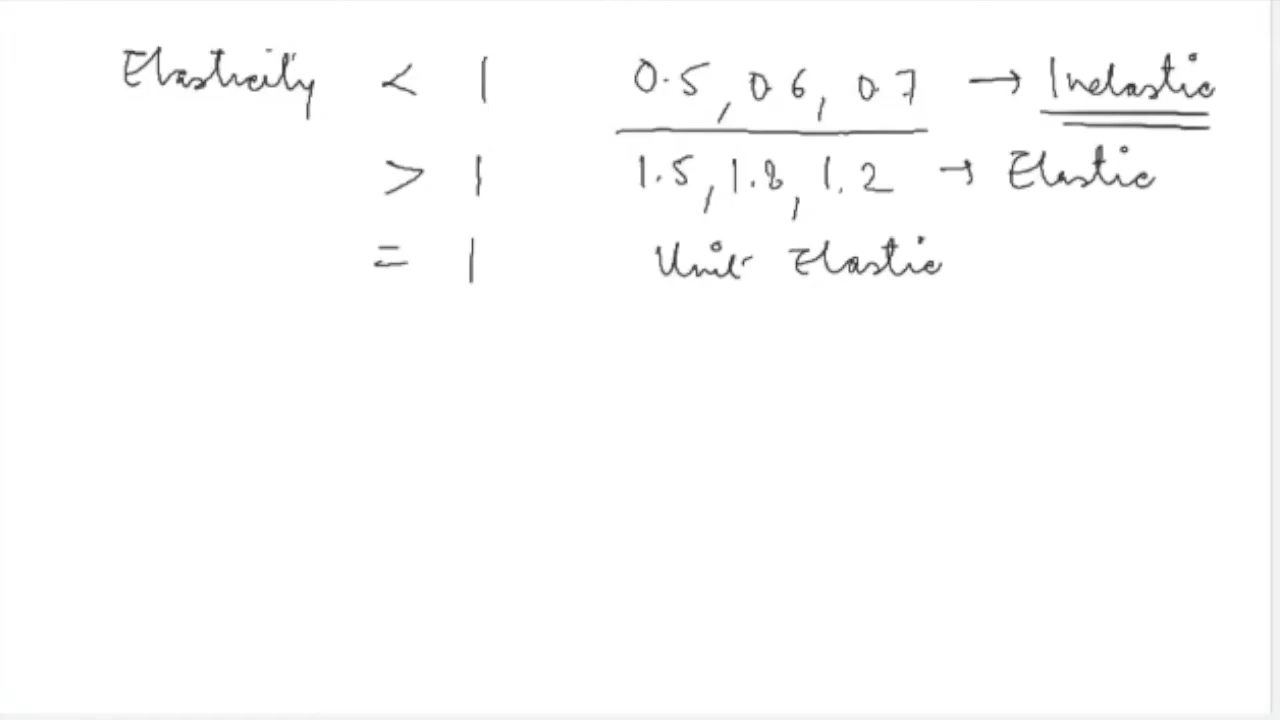 Elasticity < 1 0.5, 0.6, 0.7 → Inelastic
> 1 1.5, 1.8, 1.2 → Elastic
= 1 Unit Elastic